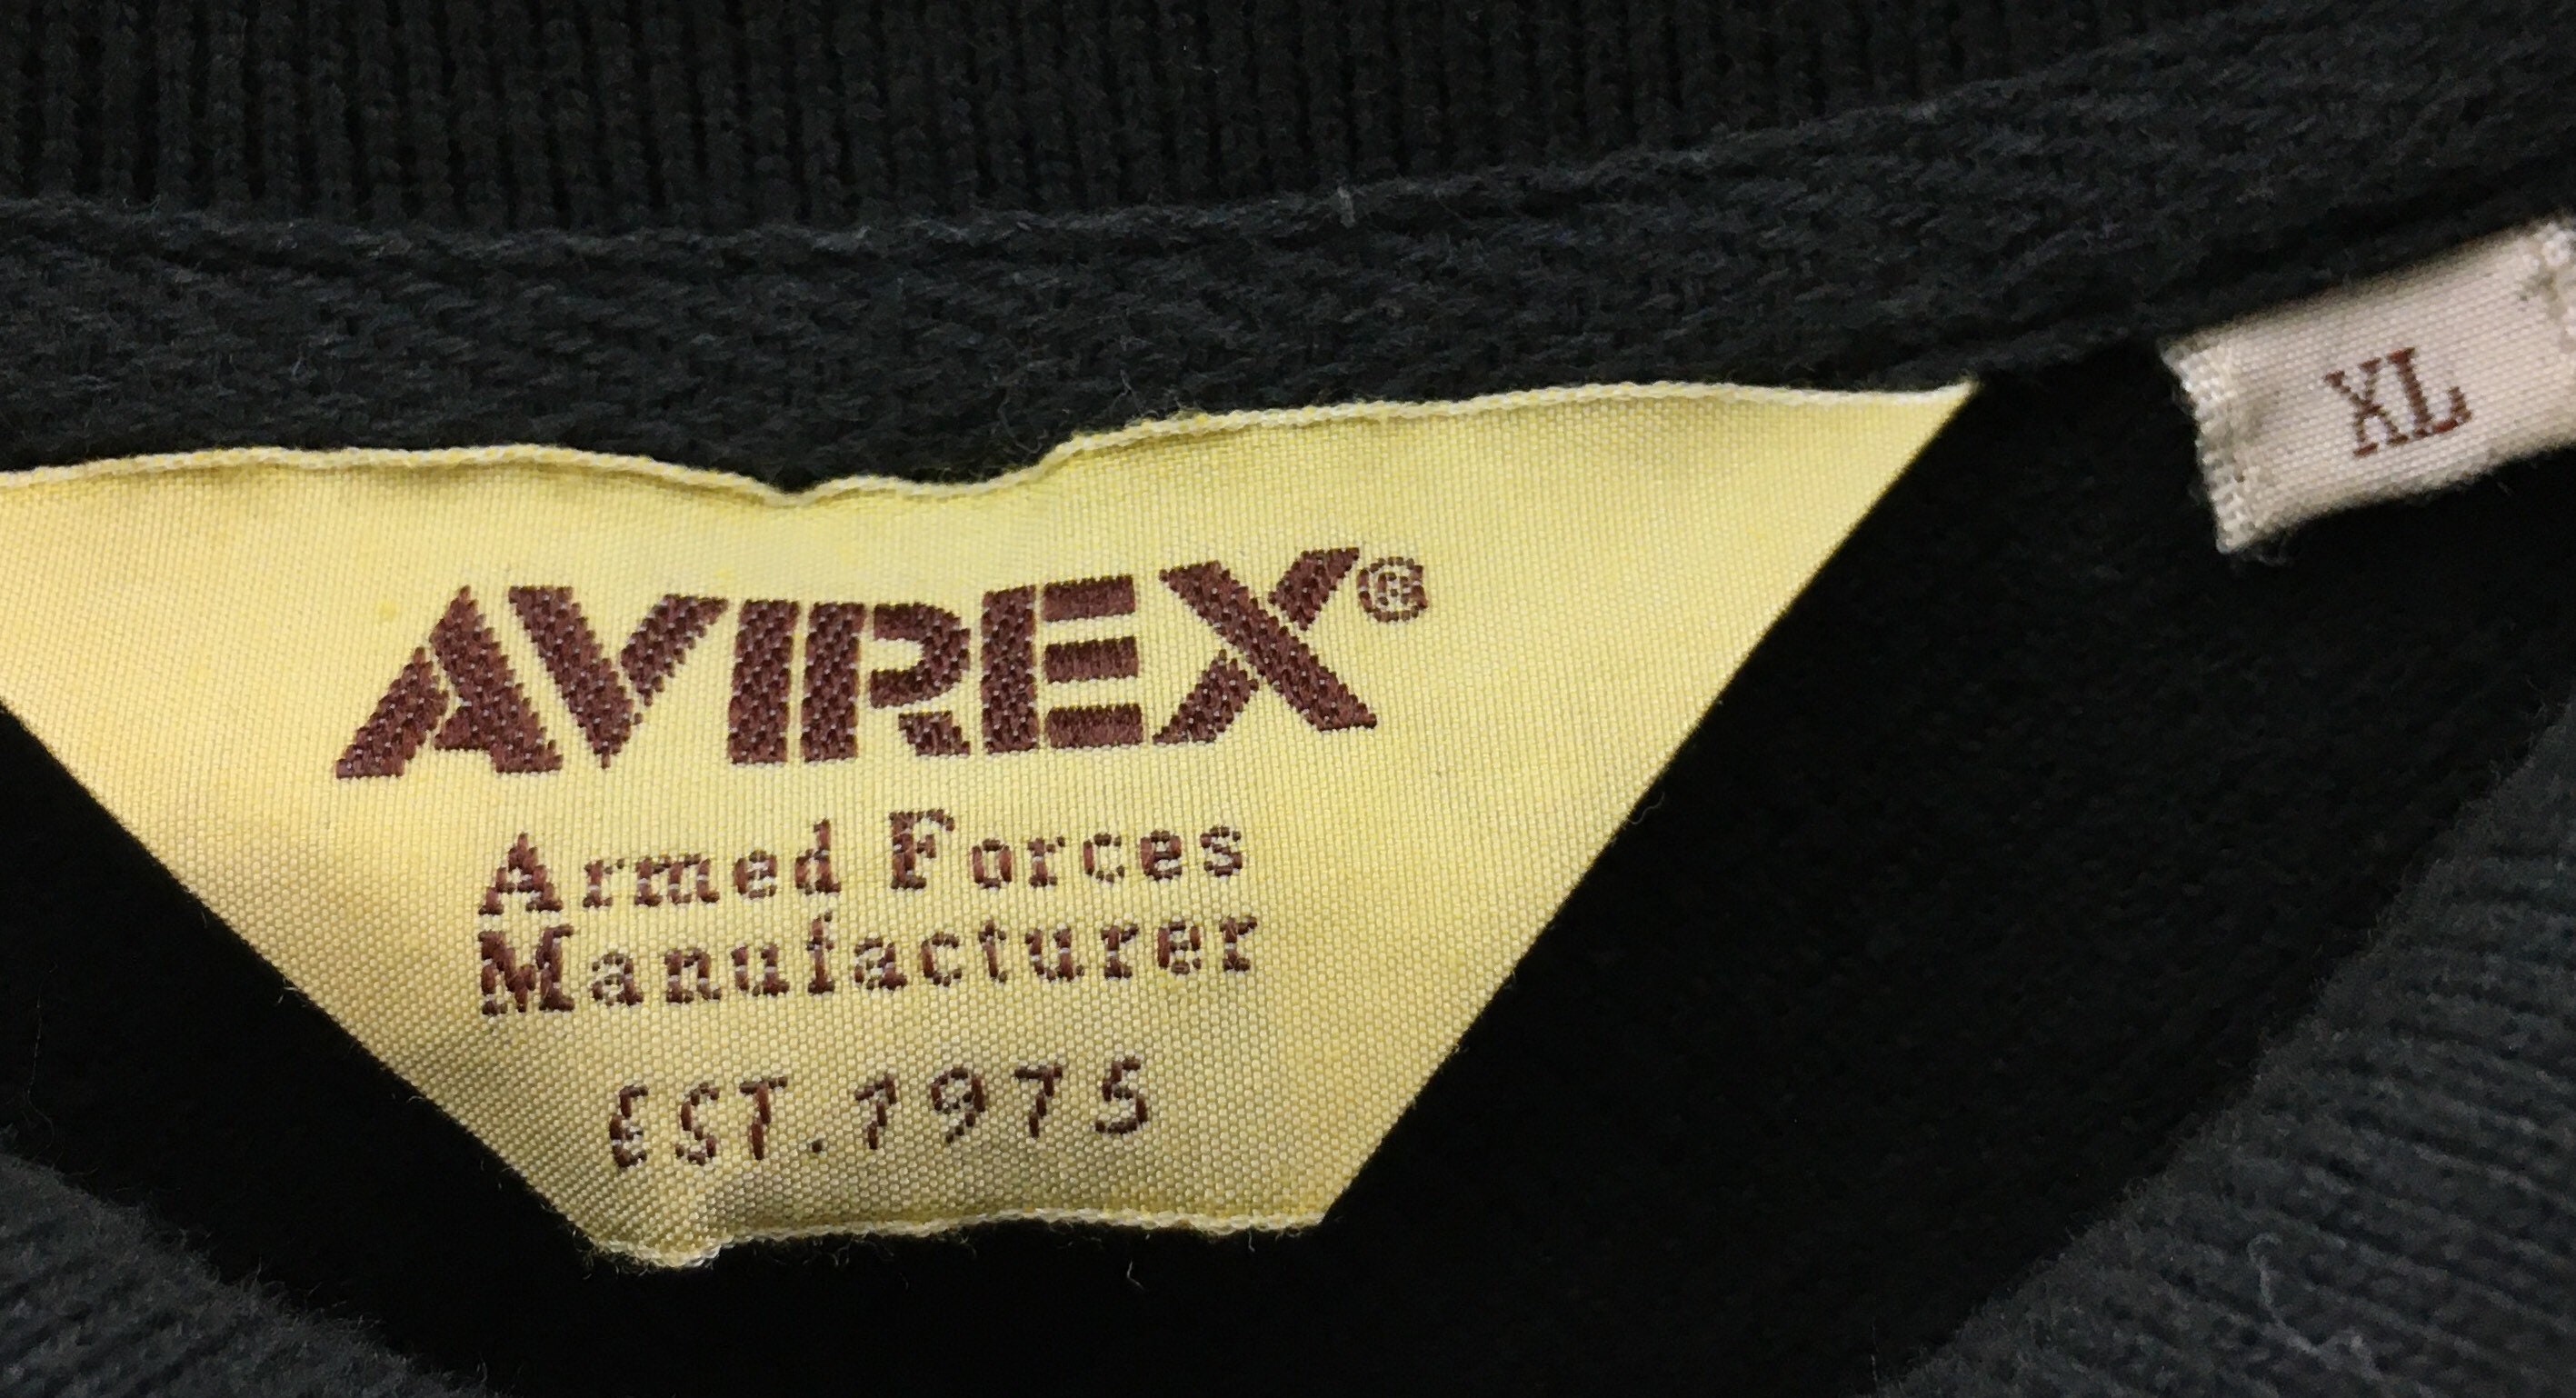 AVIREX®
Armed Forces
Manufacturer
EST.1975
XL